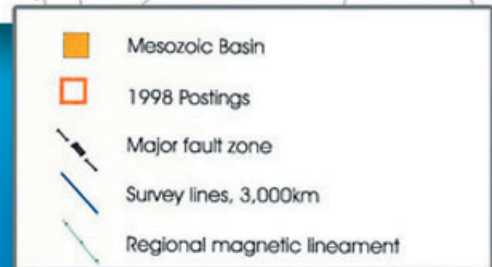 Mesozoic Basin
1998 Postings
Major fault zone
Survey lines, 3,000km
Regional magnetic lineament